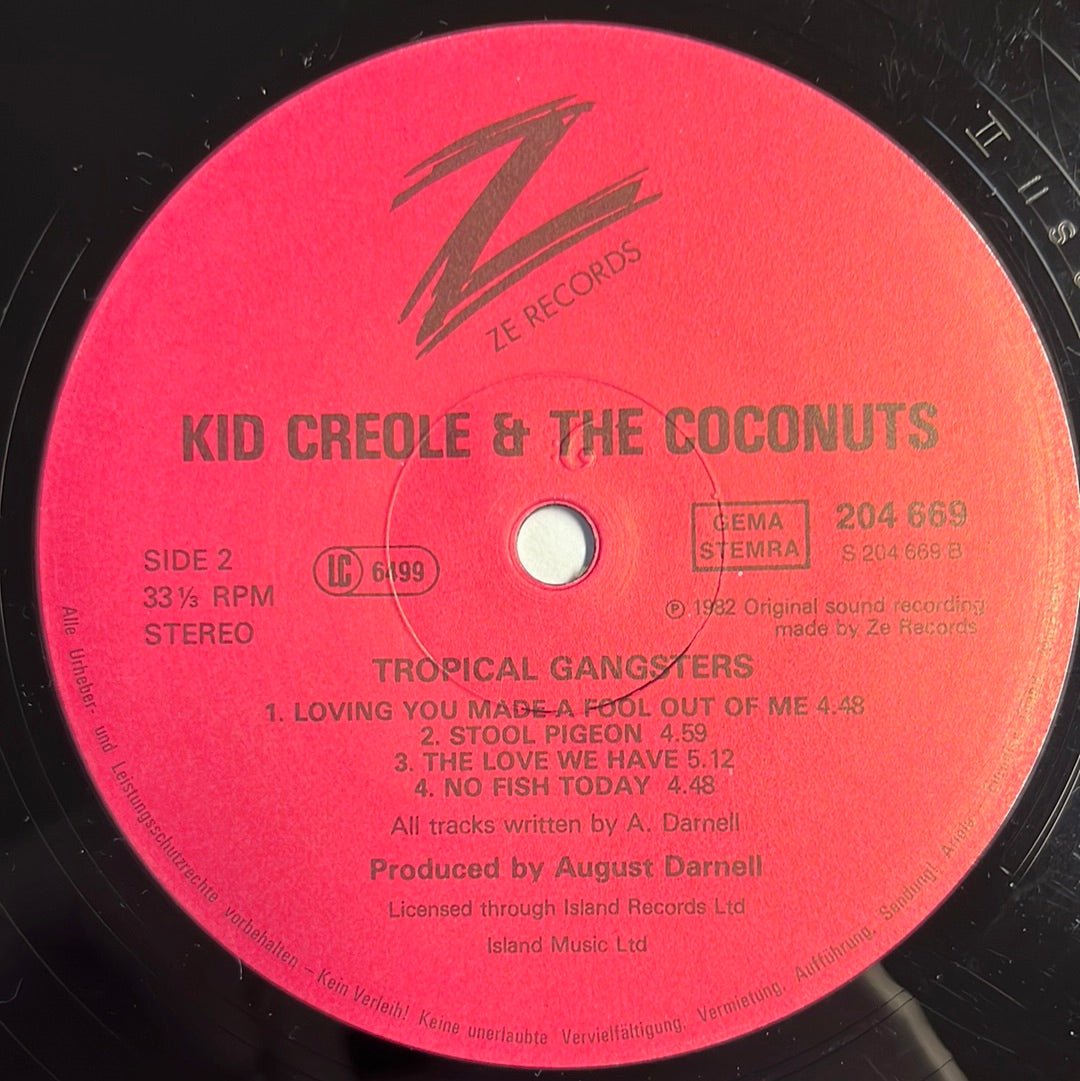 Z
ZE RECORDS
KID CREOLE & THE COCONUTS
SIDE 2
33 ⅓ RPM
STEREO
LC 6499
GEMA
STEMRA
204 669
S 204 669 B
Ⓟ 1982 Original sound recording
made by Ze Records
TROPICAL GANGSTERS
1. LOVING YOU MADE A FOOL OUT OF ME 4.48
2. STOOL PIGEON 4.59
3. THE LOVE WE HAVE 5.12
4. NO FISH TODAY 4.48
All tracks written by A. Darnell
Produced by August Darnell
Licensed through Island Records Ltd
Island Music Ltd
Alle Urheber- und Leistungsschutzrechte vorbehalten – Kein Verleih! Keine unerlaubte Vervielfältigung, Vermietung, Aufführung, Sendung!